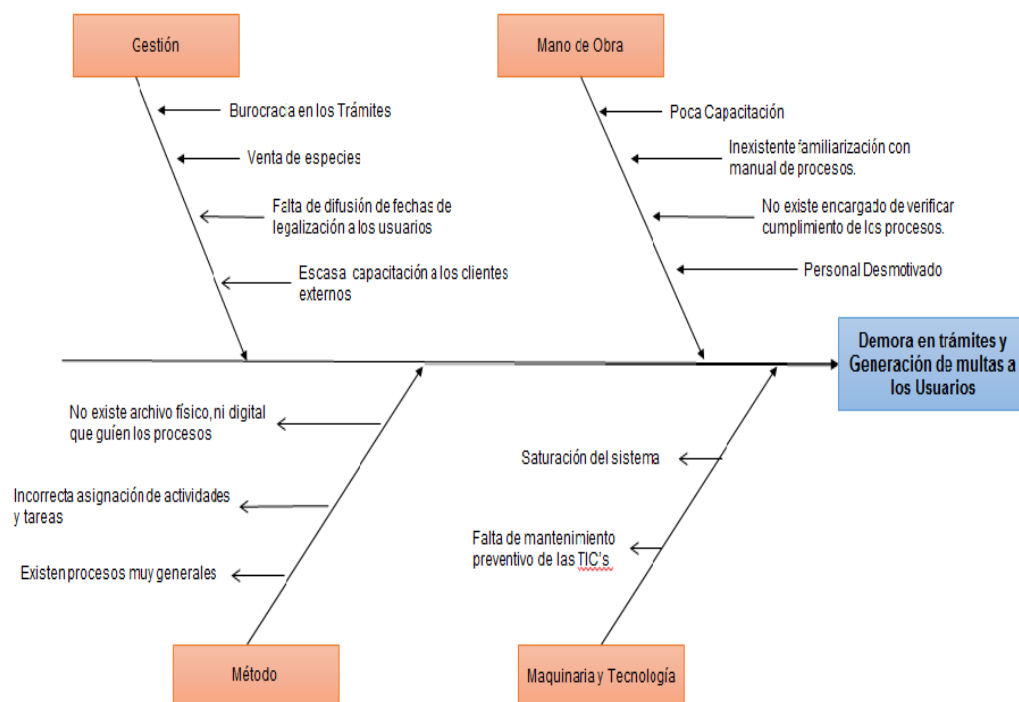 Gestión
Mano de Obra
Burocracia en los Trámites
Venta de especies
Falta de difusión de fechas de
legalización a los usuarios
Escasa capacitación a los clientes
externos
Poca Capacitación
Inexistente familiarización con
manual de procesos.
No existe encargado de verificar
cumplimiento de los procesos.
Personal Desmotivado
Demora en trámites y
Generación de multas a
los Usuarios
No existe archivo físico, ni digital
que guíen los procesos
Incorrecta asignación de actividades
y tareas
Existen procesos muy generales
Saturación del sistema
Falta de mantenimiento
preventivo de las TIC's
Método
Maquinaria y Tecnología